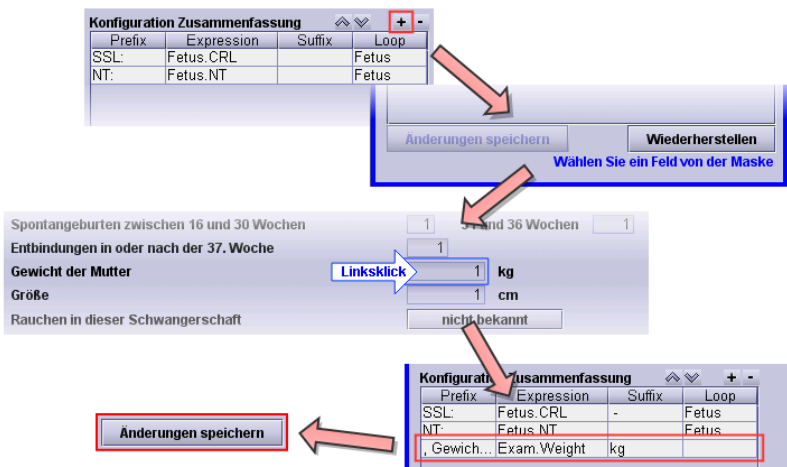 Konfiguration Zusammenfassung + -
Prefix Expression Suffix Loop
SSL: Fetus.CRL Fetus
NT: Fetus.NT Fetus
Änderungen speichern Wiederherstellen
Wählen Sie ein Feld von der Maske
Spontangeburten zwischen 16 und 30 Wochen 1 und 36 Wochen 1
Entbindungen in oder nach der 37. Woche 1
Gewicht der Mutter Linksklick 1 kg
Größe 1 cm
Rauchen in dieser Schwangerschaft nicht bekannt
Konfiguration Zusammenfassung + -
Prefix Expression Suffix Loop
SSL: Fetus.CRL - Fetus
NT: Fetus.NT Fetus
, Gewich... Exam.Weight kg
Änderungen speichern